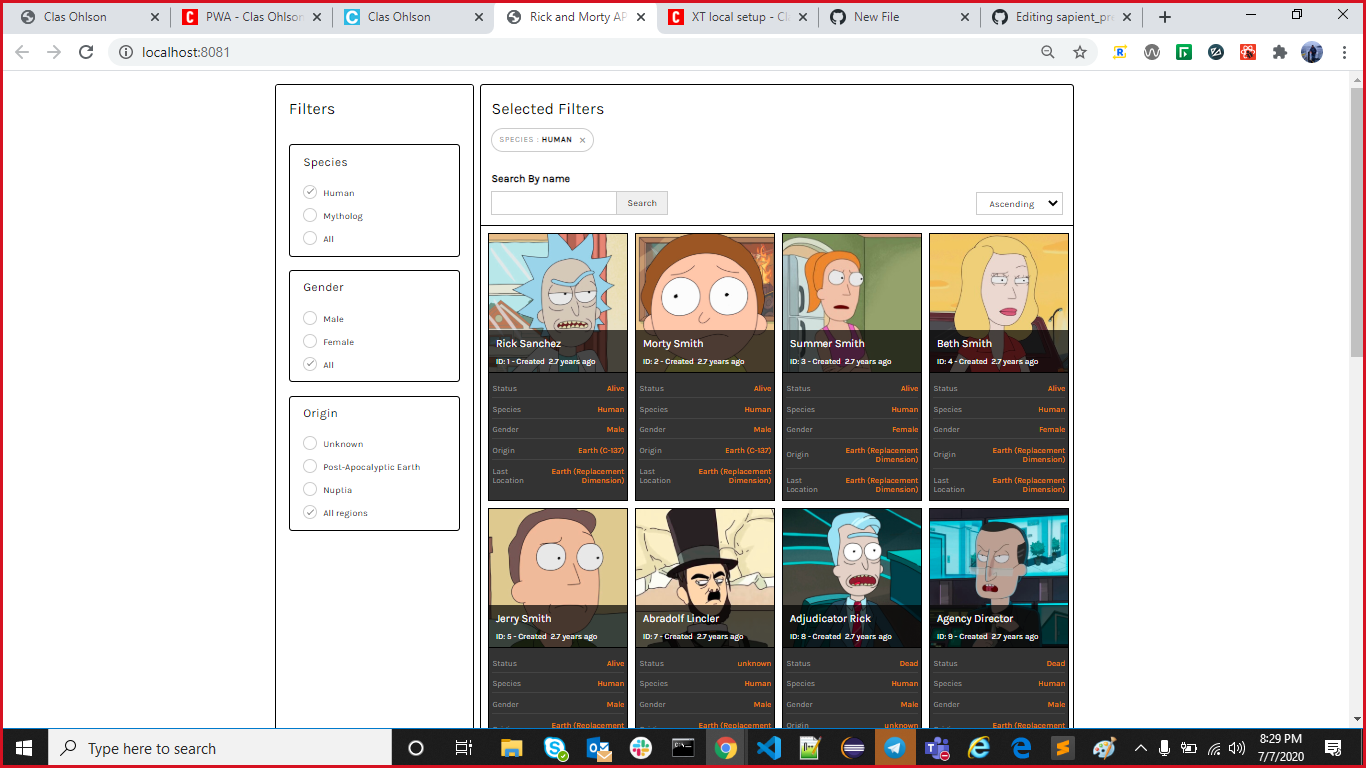 Clas Ohlson
PWA - Clas Ohlson
Clas Ohlson
Rick and Morty AP
XT local setup - Cla
New File
Editing sapient_pre
localhost:8081
Filters
Species
Human
Mytholog
All
Gender
Male
Female
All
Origin
Unknown
Post-Apocalyptic Earth
Nuptia
All regions
Selected Filters
SPECIES : HUMAN ×
Search By name
Search
Ascending
Rick Sanchez
ID: 1 - Created 2.7 years ago
Status Alive
Species Human
Gender Male
Origin Earth (C-137)
Last Location Earth (Replacement Dimension)
Morty Smith
ID: 2 - Created 2.7 years ago
Status Alive
Species Human
Gender Male
Origin Earth (C-137)
Last Location Earth (Replacement Dimension)
Summer Smith
ID: 3 - Created 2.7 years ago
Status Alive
Species Human
Gender Female
Origin Earth (Replacement Dimension)
Last Location Earth (Replacement Dimension)
Beth Smith
ID: 4 - Created 2.7 years ago
Status Alive
Species Human
Gender Female
Origin Earth (Replacement Dimension)
Last Location Earth (Replacement Dimension)
Jerry Smith
ID: 5 - Created 2.7 years ago
Status Alive
Species Human
Gender Male
Earth (Replacement
Abradolf Lincler
ID: 7 - Created 2.7 years ago
Status unknown
Species Human
Gender Male
Earth (Replacement
Adjudicator Rick
ID: 8 - Created 2.7 years ago
Status Dead
Species Human
Gender Male
Origin unknown
Agency Director
ID: 9 - Created 2.7 years ago
Status Dead
Species Human
Gender Male
Earth (Replacement
Type here to search
8:29 PM
7/7/2020